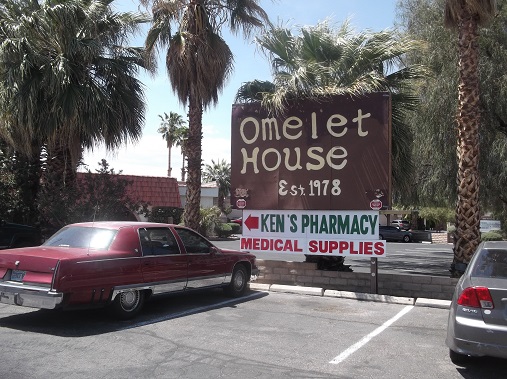 Omelet
House
Est. 1978
KEN'S PHARMACY
MEDICAL SUPPLIES